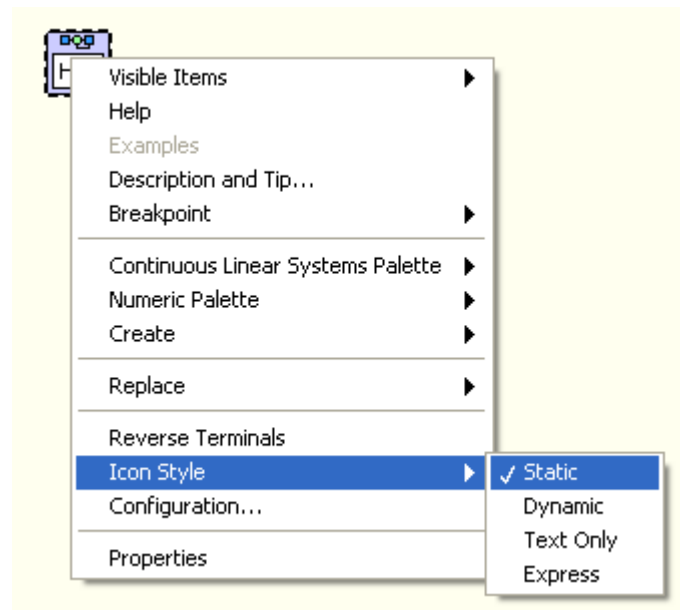 H
Visible Items
Help
Examples
Description and Tip...
Breakpoint
Continuous Linear Systems Palette
Numeric Palette
Create
Replace
Reverse Terminals
Icon Style
Static
Configuration...
Dynamic
Text Only
Properties
Express